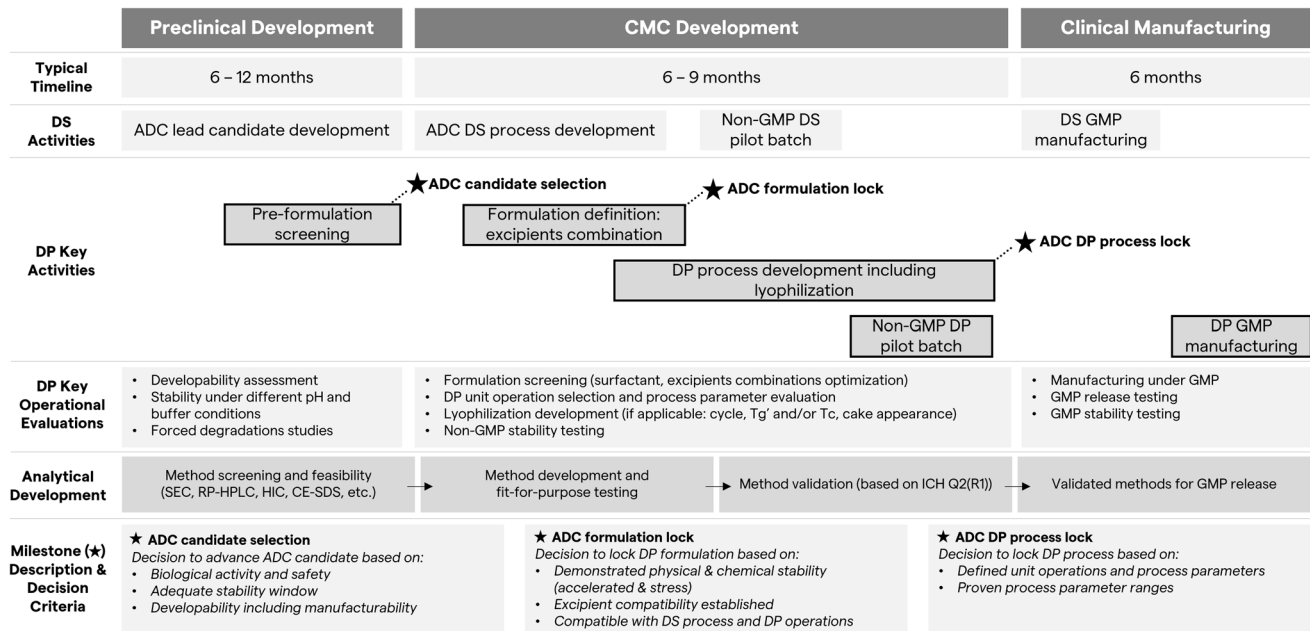 Preclinical Development
CMC Development
Clinical Manufacturing
Typical
Timeline
6 – 12 months
6 – 9 months
6 months
DS
Activities
ADC lead candidate development
ADC DS process development
Non-GMP DS
pilot batch
DS GMP
manufacturing
DP Key
Activities
★ ADC candidate selection
Pre-formulation
screening
★ ADC formulation lock
Formulation definition:
excipients combination
★ ADC DP process lock
DP process development including
lyophilization
Non-GMP DP
pilot batch
DP GMP
manufacturing
DP Key
Operational
Evaluations
• Developability assessment
• Stability under different pH and
buffer conditions
• Forced degradations studies
• Formulation screening (surfactant, excipients combinations optimization)
• DP unit operation selection and process parameter evaluation
• Lyophilization development (if applicable: cycle, Tg’ and/or Tc, cake appearance)
• Non-GMP stability testing
• Manufacturing under GMP
• GMP release testing
• GMP stability testing
Analytical
Development
Method screening and feasibility
(SEC, RP-HPLC, HIC, CE-SDS, etc.)
Method development and
fit-for-purpose testing
Method validation (based on ICH Q2(R1))
Validated methods for GMP release
Milestone (★)
Description &
Decision
Criteria
★ ADC candidate selection
Decision to advance ADC candidate based on:
• Biological activity and safety
• Adequate stability window
• Developability including manufacturability
★ ADC formulation lock
Decision to lock DP formulation based on:
• Demonstrated physical & chemical stability
(accelerated & stress)
• Excipient compatibility established
• Compatible with DS process and DP operations
★ ADC DP process lock
Decision to lock DP process based on:
• Defined unit operations and process parameters
• Proven process parameter ranges